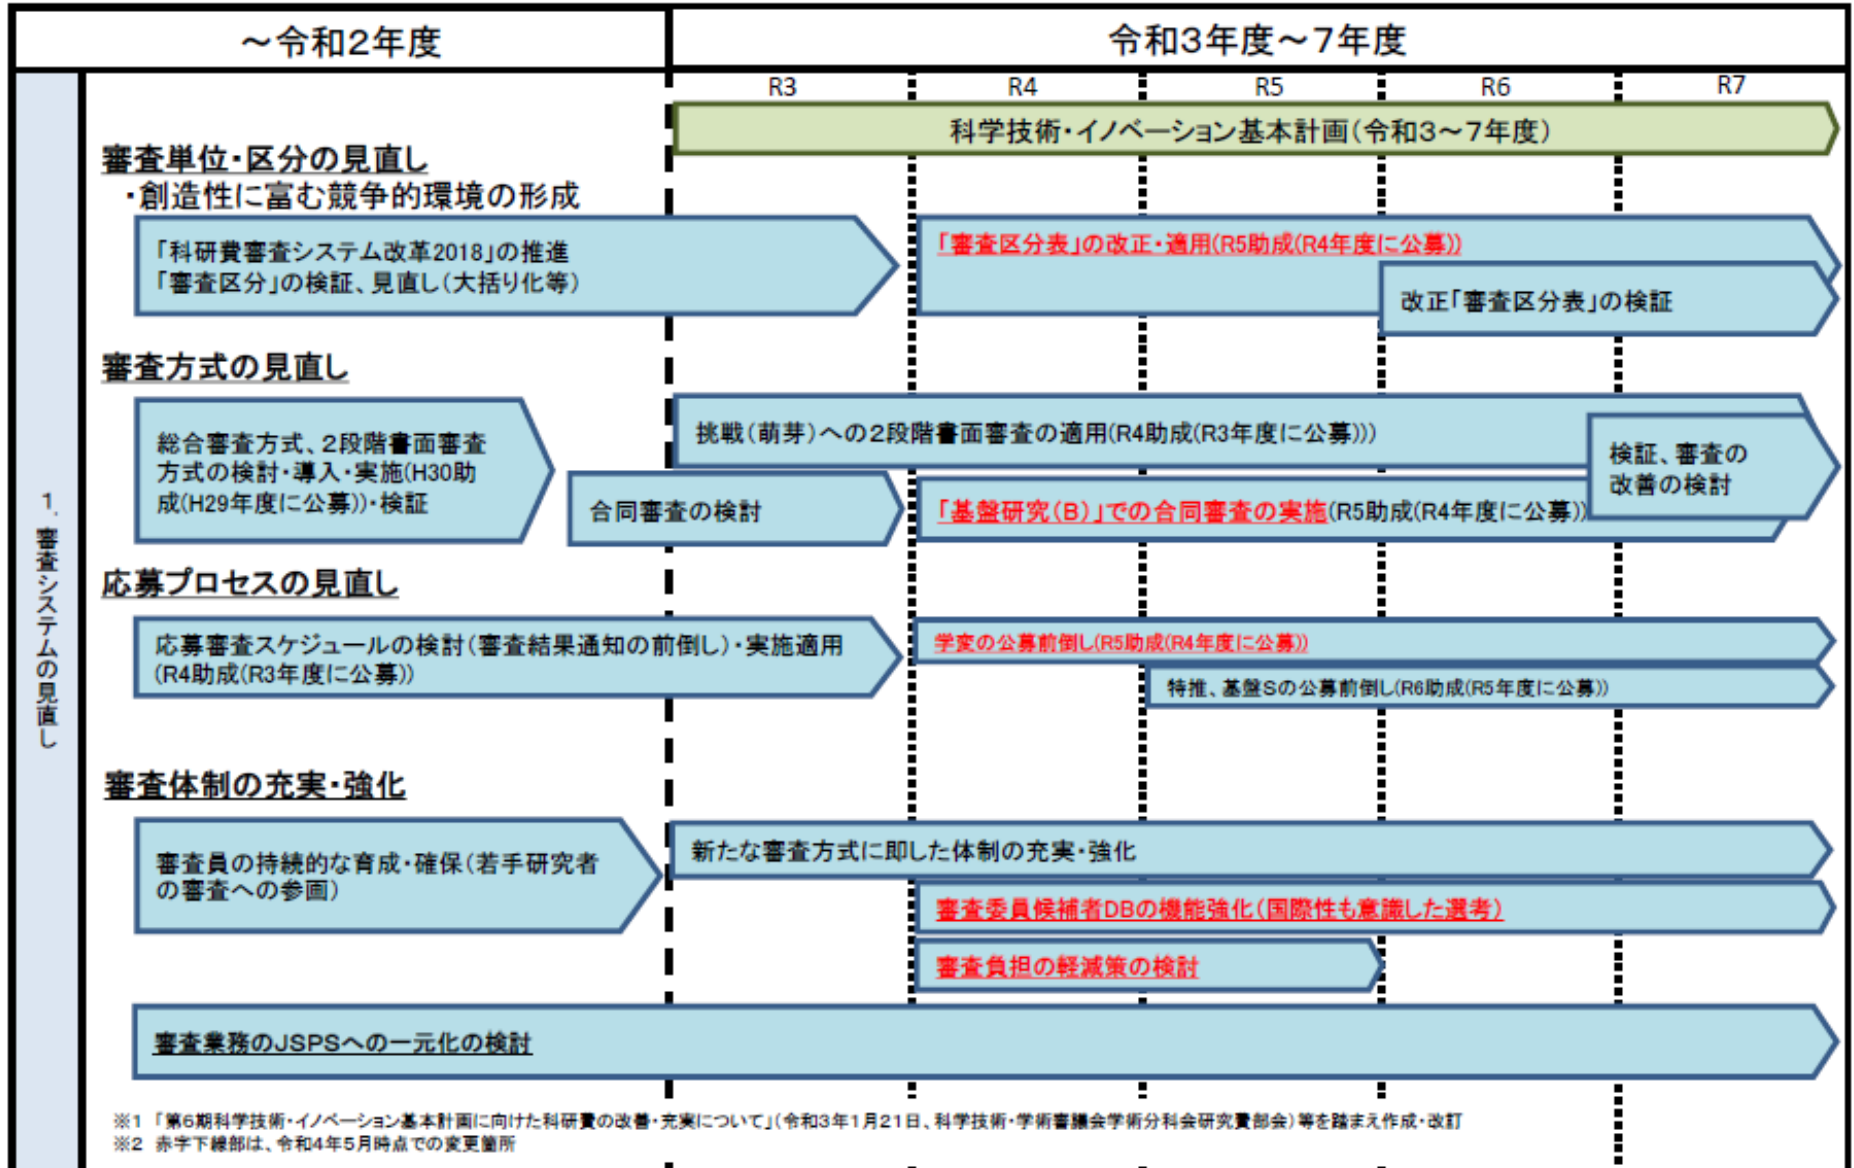 ～令和2年度
令和3年度～7年度
R3
R4
R5
R6
R7
科学技術・イノベーション基本計画(令和3～7年度)
1．審査システムの見直し
審査単位・区分の見直し
・創造性に富む競争的環境の形成
「科研費審査システム改革2018」の推進
「審査区分」の検証、見直し(大括り化等)
「審査区分表」の改正・適用(R5助成(R4年度に公募))
改正「審査区分表」の検証
審査方式の見直し
総合審査方式、2段階書面審査
方式の検討・導入・実施(H30助
成(H29年度に公募))・検証
挑戦(萌芽)への2段階書面審査の適用(R4助成(R3年度に公募)))
検証、審査の
改善の検討
合同審査の検討
「基盤研究(B)」での合同審査の実施(R5助成(R4年度に公募))
応募プロセスの見直し
応募審査スケジュールの検討(審査結果通知の前倒し)・実施適用
(R4助成(R3年度に公募))
学変の公募前倒し(R5助成(R4年度に公募))
特推、基盤Sの公募前倒し(R6助成(R5年度に公募))
審査体制の充実・強化
審査員の持続的な育成・確保(若手研究者
の審査への参画)
新たな審査方式に即した体制の充実・強化
審査委員候補者DBの機能強化(国際性も意識した選考)
審査負担の軽減策の検討
審査業務のJSPSへの一元化の検討
※1 「第6期科学技術・イノベーション基本計画に向けた科研費の改善・充実について」(令和3年1月21日、科学技術・学術審議会学術分科会研究費部会)等を踏まえ作成・改訂
※2 赤字下線部は、令和4年5月時点での変更箇所